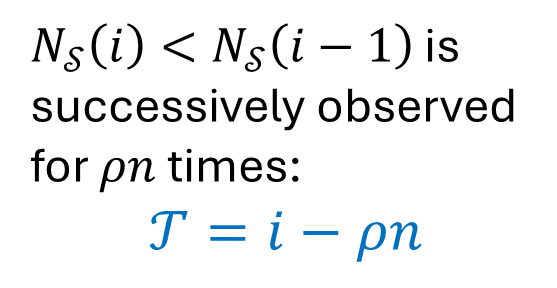 N_𝒮(i) < N_𝒮(i − 1) is
successively observed
for ρn times:
𝒯 = i − ρn